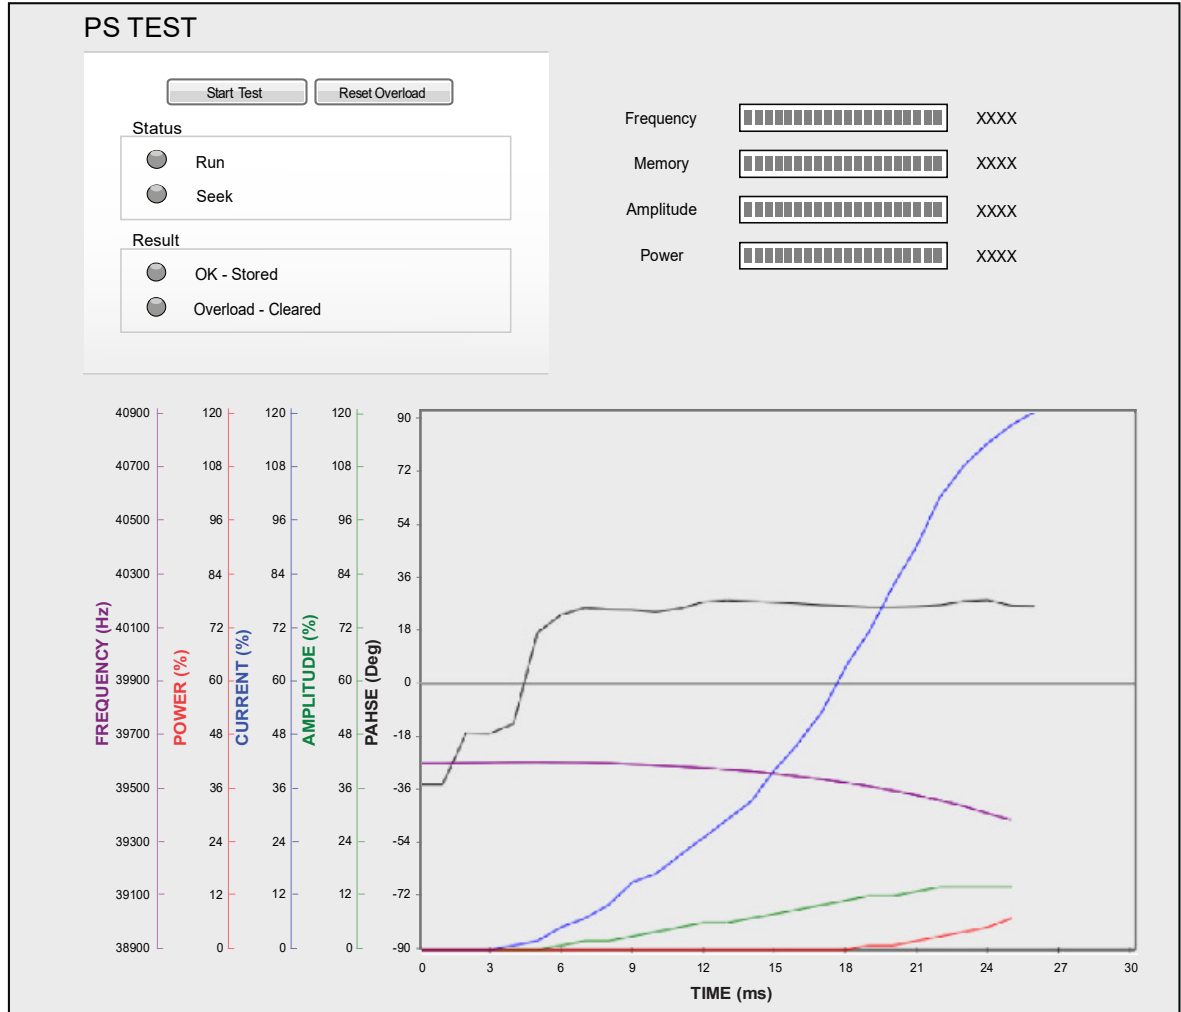 PS TEST
Start Test Reset Overload
Status
Run
Seek
Result
OK - Stored
Overload - Cleared
Frequency XXXX
Memory XXXX
Amplitude XXXX
Power XXXX
40900 120 120 120 90
40700 108 108 108 72
40500 96 96 96 54
40300 84 84 84 36
40100 72 72 72 18
39900 60 60 60 0
39700 48 48 48 -18
39500 36 36 36 -36
39300 24 24 24 -54
39100 12 12 12 -72
38900 0 0 0 -90
FREQUENCY (Hz)
POWER (%)
CURRENT (%)
AMPLITUDE (%)
PAHSE (Deg)
0 3 6 9 12 15 18 21 24 27 30
TIME (ms)